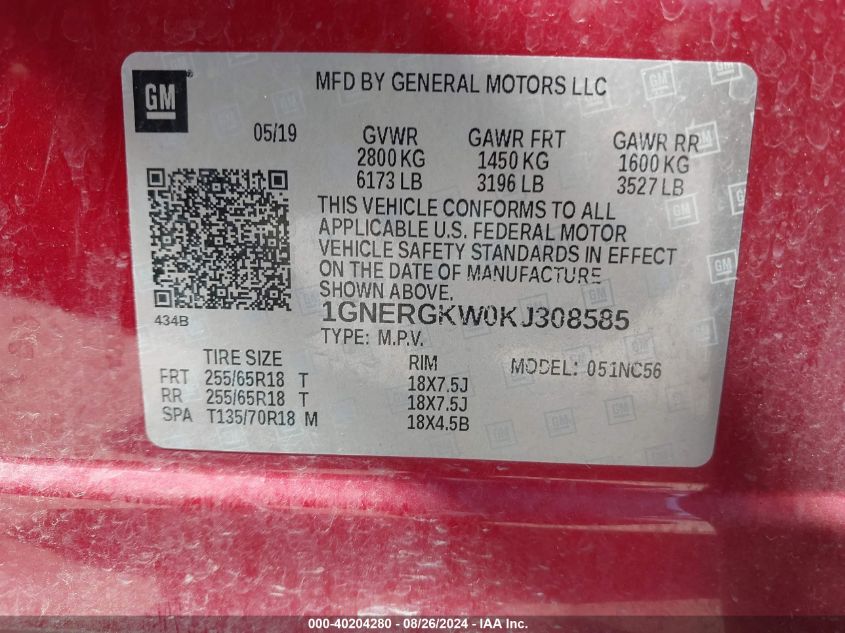 GM
MFD BY GENERAL MOTORS LLC
05/19 GVWR GAWR FRT GAWR RR
2800 KG 1450 KG 1600 KG
6173 LB 3196 LB 3527 LB
THIS VEHICLE CONFORMS TO ALL
APPLICABLE U.S. FEDERAL MOTOR
VEHICLE SAFETY STANDARDS IN EFFECT
ON THE DATE OF MANUFACTURE
SHOWN ABOVE.
434B
1GNERGKW0KJ308585
TYPE: M.P.V.
TIRE SIZE RIM MODEL: 051NC56
FRT 255/65R18 T 18X7.5J
RR 255/65R18 T 18X7.5J
SPA T135/70R18 M 18X4.5B
000-40204280 - 08/26/2024 - IAA Inc.